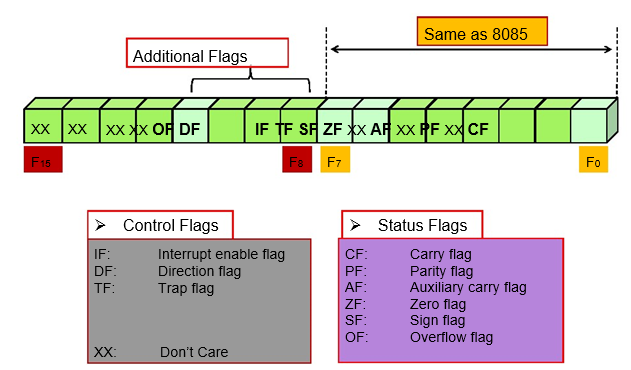 Same as 8085
Additional Flags
XX XX XX XX OF DF IF TF SF ZF XX AF XX PF XX CF
F15 F8 F7 F0
➢ Control Flags
IF: Interrupt enable flag
DF: Direction flag
TF: Trap flag
XX: Don't Care
➢ Status Flags
CF: Carry flag
PF: Parity flag
AF: Auxiliary carry flag
ZF: Zero flag
SF: Sign flag
OF: Overflow flag